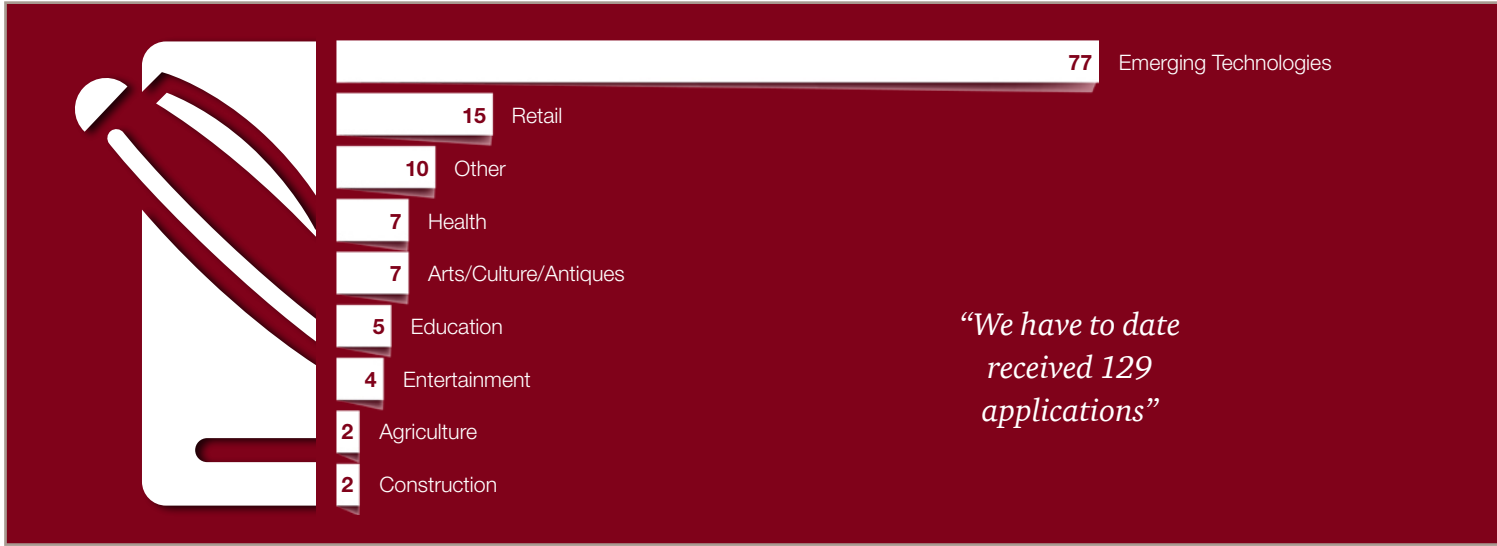 77 Emerging Technologies
15 Retail
10 Other
7 Health
7 Arts/Culture/Antiques
5 Education
4 Entertainment
2 Agriculture
2 Construction
“We have to date
received 129
applications”